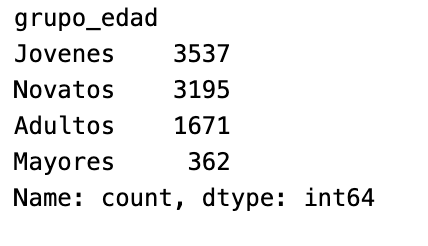 grupo_edad
Jovenes    3537
Novatos    3195
Adultos    1671
Mayores     362
Name: count, dtype: int64